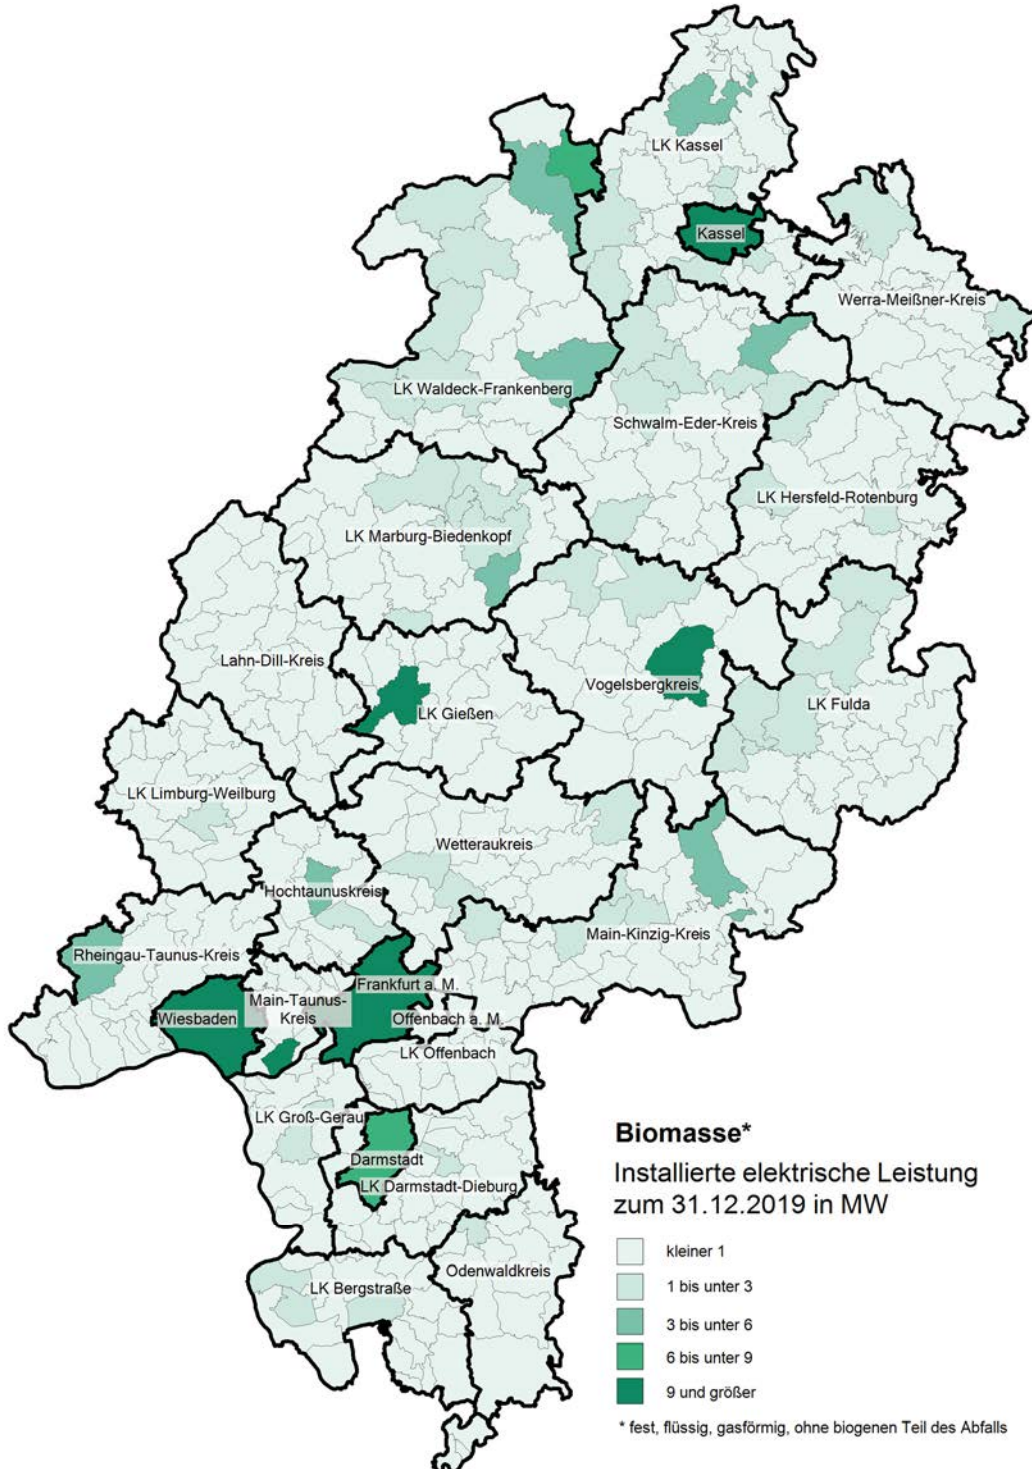 LK Kassel
Kassel
Werra-Meißner-Kreis
LK Waldeck-Frankenberg
Schwalm-Eder-Kreis
LK Hersfeld-Rotenburg
LK Marburg-Biedenkopf
Lahn-Dill-Kreis
Vogelsbergkreis
LK Fulda
LK Gießen
LK Limburg-Weilburg
Wetteraukreis
Hochtaunuskreis
Main-Kinzig-Kreis
Rheingau-Taunus-Kreis
Frankfurt a. M.
Main-Taunus-
Kreis
Wiesbaden
Offenbach a. M.
LK Offenbach
LK Groß-Gerau
Darmstadt
LK Darmstadt-Dieburg
Odenwaldkreis
LK Bergstraße
Biomasse*
Installierte elektrische Leistung
zum 31.12.2019 in MW
kleiner 1
1 bis unter 3
3 bis unter 6
6 bis unter 9
9 und größer
* fest, flüssig, gasförmig, ohne biogenen Teil des Abfalls